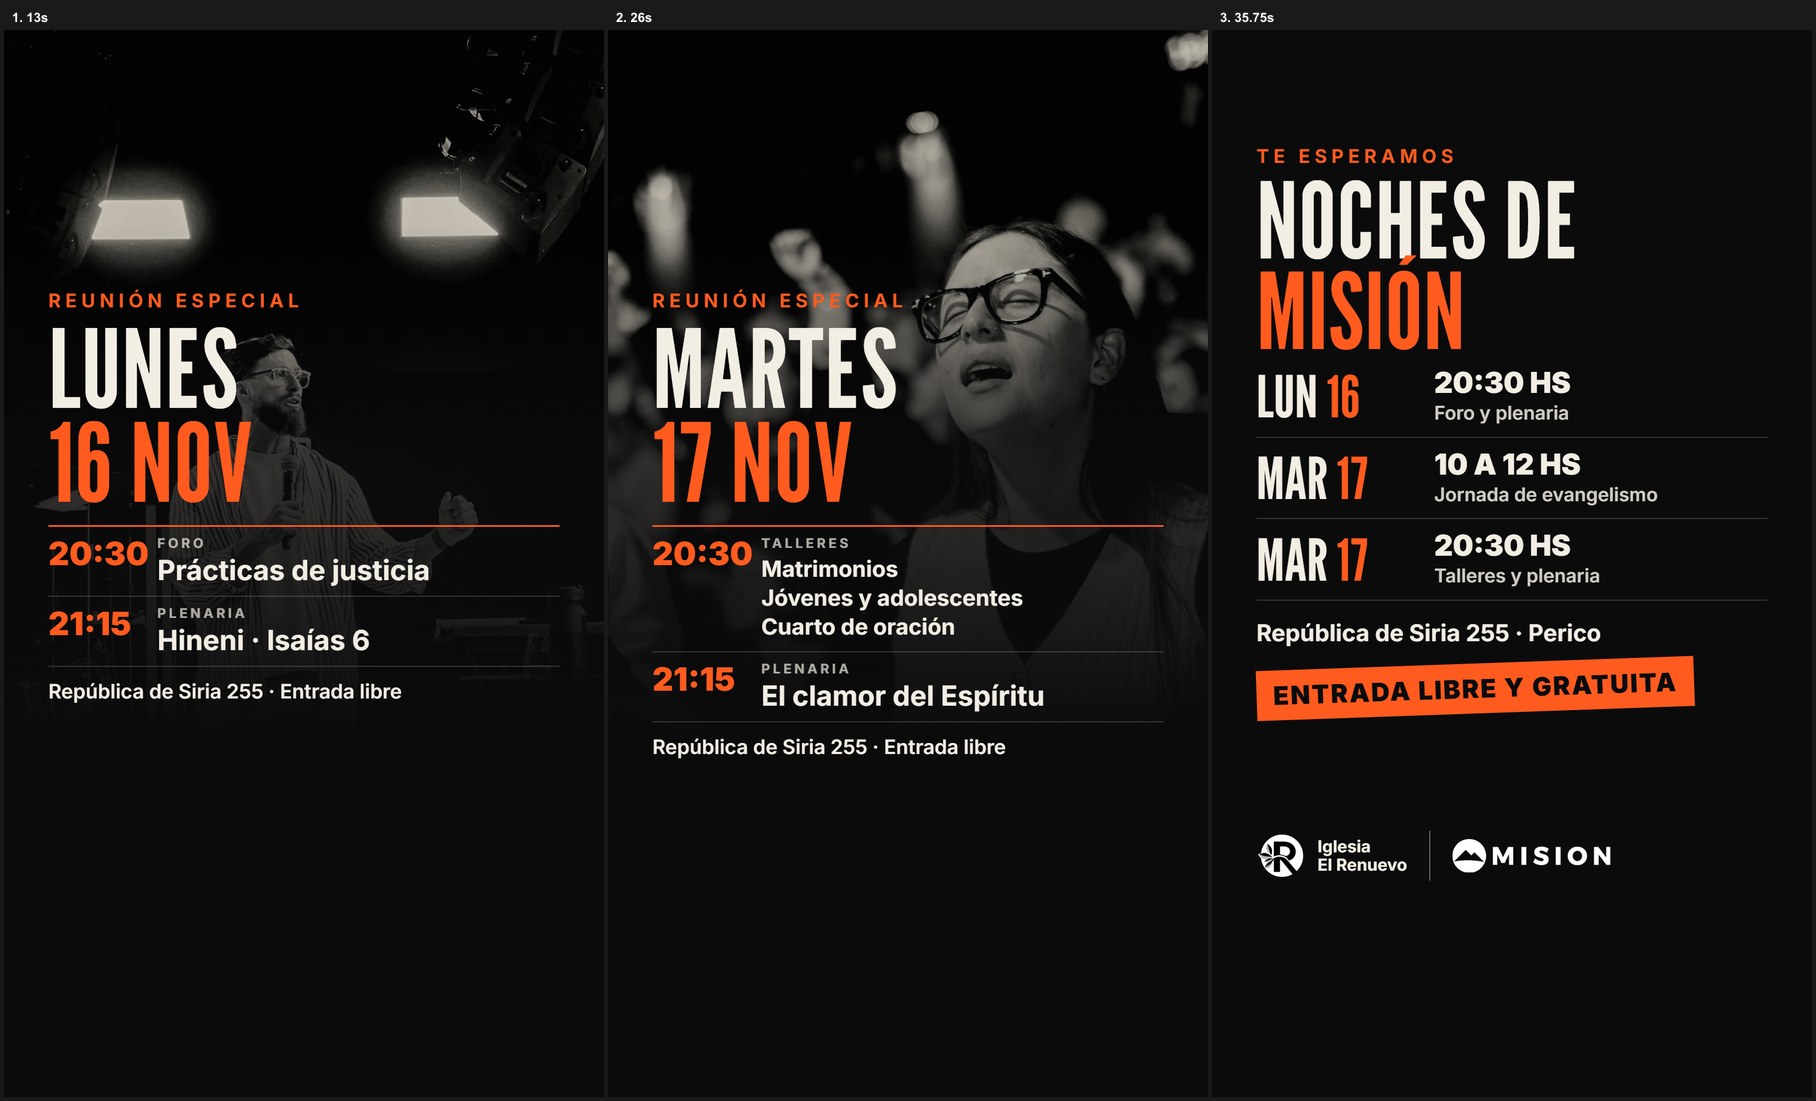 1. 13s
REUNIÓN ESPECIAL
LUNES
16 NOV
20:30 FORO
Prácticas de justicia
21:15 PLENARIA
Hineni · Isaías 6
República de Siria 255 · Entrada libre
2. 26s
REUNIÓN ESPECIAL
MARTES
17 NOV
20:30 TALLERES
Matrimonios
Jóvenes y adolescentes
Cuarto de oración
21:15 PLENARIA
El clamor del Espíritu
República de Siria 255 · Entrada libre
3. 35.75s
TE ESPERAMOS
NOCHES DE
MISIÓN
LUN 16 20:30 HS
Foro y plenaria
MAR 17 10 A 12 HS
Jornada de evangelismo
MAR 17 20:30 HS
Talleres y plenaria
República de Siria 255 · Perico
ENTRADA LIBRE Y GRATUITA
R
Iglesia
El Renuevo
MISION